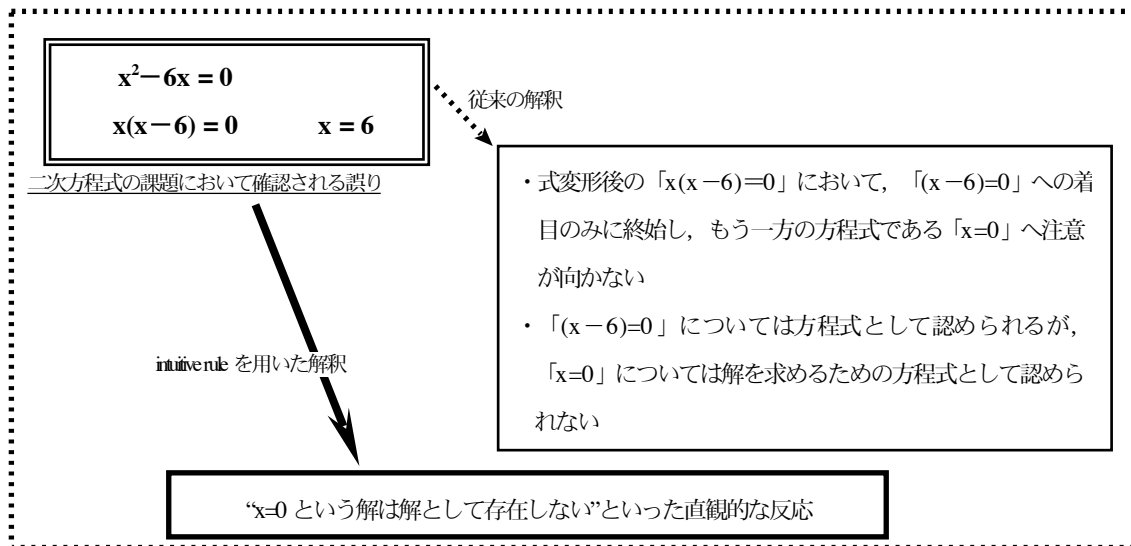 x²－6x = 0
x(x－6) = 0　x = 6
従来の解釈
二次方程式の課題において確認される誤り
・式変形後の「x(x－6)＝0」において，「(x－6)=0」への着
目のみに終始し，もう一方の方程式である「x=0」へ注意
が向かない
・「(x－6)=0」については方程式として認められるが，
「x=0」については解を求めるための方程式として認めら
れない
intuitive rule を用いた解釈
“x=0 という解は解として存在しない”といった直観的な反応